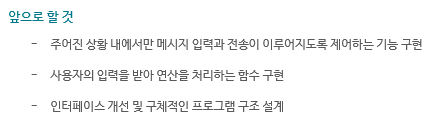 앞으로 할 것
- 주어진 상황 내에서만 메시지 입력과 전송이 이루어지도록 제어하는 기능 구현
- 사용자의 입력을 받아 연산을 처리하는 함수 구현
- 인터페이스 개선 및 구체적인 프로그램 구조 설계